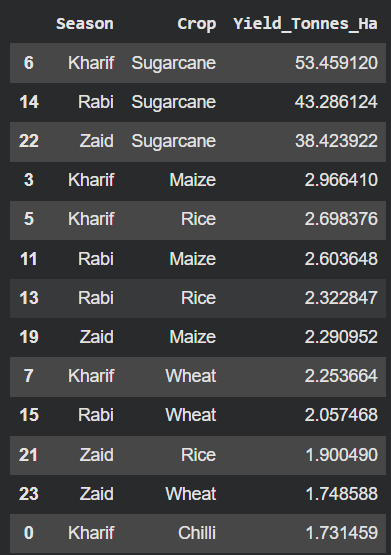 Season Crop Yield_Tonnes_Ha
6 Kharif Sugarcane 53.459120
14 Rabi Sugarcane 43.286124
22 Zaid Sugarcane 38.423922
3 Kharif Maize 2.966410
5 Kharif Rice 2.698376
11 Rabi Maize 2.603648
13 Rabi Rice 2.322847
19 Zaid Maize 2.290952
7 Kharif Wheat 2.253664
15 Rabi Wheat 2.057468
21 Zaid Rice 1.900490
23 Zaid Wheat 1.748588
0 Kharif Chilli 1.731459